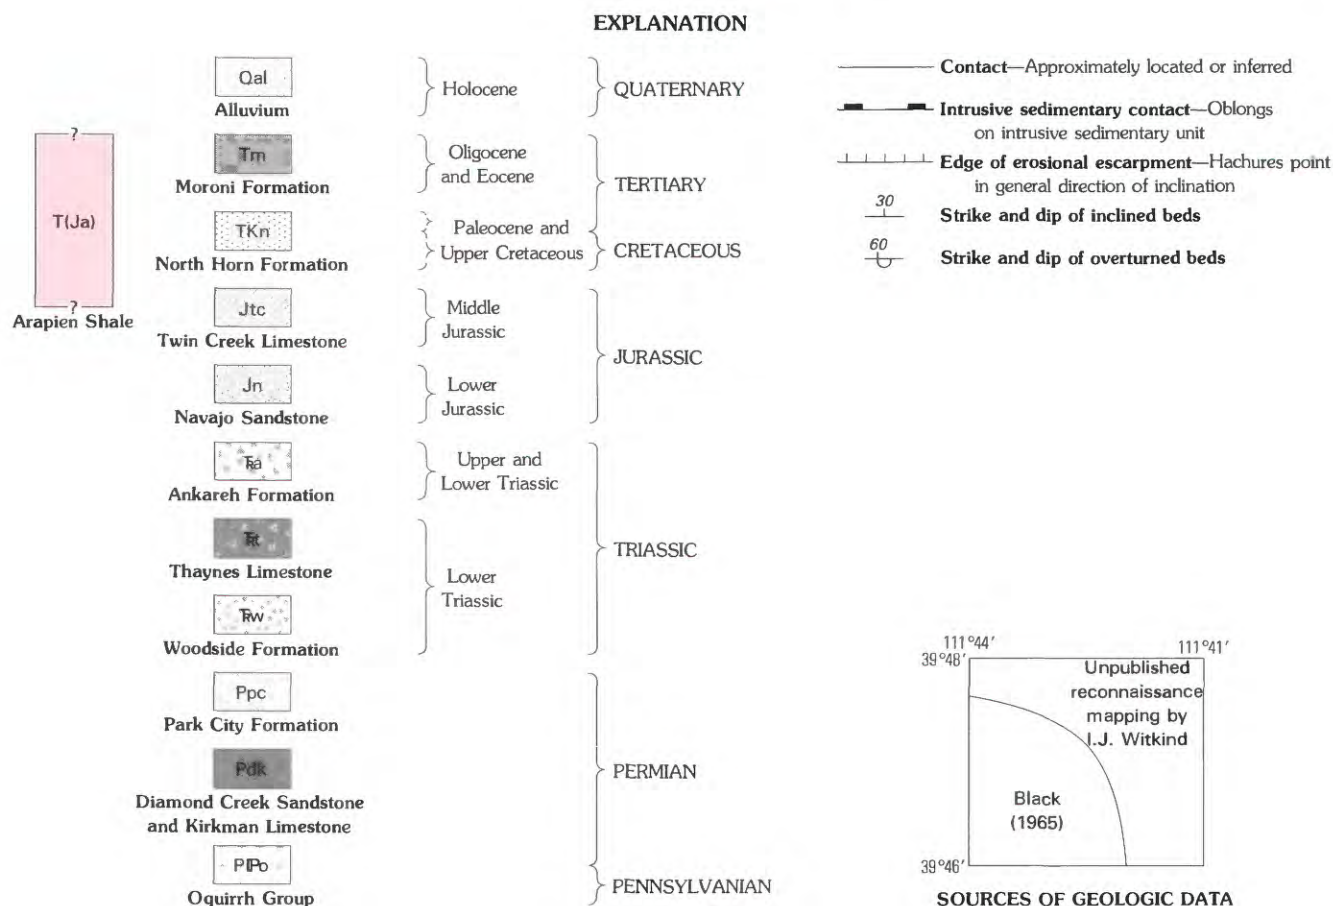 EXPLANATION
Qal
Alluvium
Holocene
QUATERNARY
?
T(Ja)
?
Arapien Shale
Tm
Moroni Formation
Oligocene
and Eocene
TERTIARY
TKn
North Horn Formation
Paleocene and
Upper Cretaceous
CRETACEOUS
Jtc
Twin Creek Limestone
Middle
Jurassic
JURASSIC
Jn
Navajo Sandstone
Lower
Jurassic
Ŧa
Ankareh Formation
Upper and
Lower Triassic
TRIASSIC
Ŧt
Thaynes Limestone
Lower
Triassic
Ŧw
Woodside Formation
Ppc
Park City Formation
PERMIAN
Pdk
Diamond Creek Sandstone
and Kirkman Limestone
PIPo
Oquirrh Group
PENNSYLVANIAN
Contact—Approximately located or inferred
Intrusive sedimentary contact—Oblongs
on intrusive sedimentary unit
Edge of erosional escarpment—Hachures point
in general direction of inclination
30
Strike and dip of inclined beds
60
Strike and dip of overturned beds
111°44′
111°41′
39°48′
Unpublished
reconnaissance
mapping by
I.J. Witkind
Black
(1965)
39°46′
SOURCES OF GEOLOGIC DATA